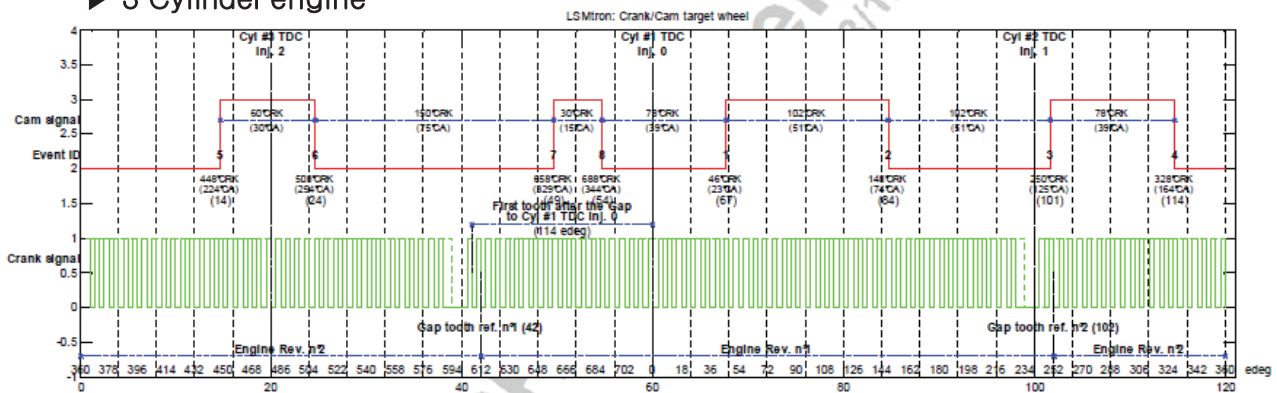 ▶ 3 Cylinder engine
LSMtron: Crank/Cam target wheel
4
3.5
3
2.5
2
1.5
1
0.5
0
-0.5
-1
Cyl #3 TDC
Inj. 2
Cyl #1 TDC
Inj. 0
Cyl #2 TDC
Inj. 1
Cam signal
60°CRK
(30°CA)
150°CRK
(75°CA)
30°CRK
(15°CA)
78°CRK
(39°CA)
102°CRK
(51°CA)
102°CRK
(51°CA)
78°CRK
(39°CA)
Event ID
5
6
7
8
1
2
3
4
448°CRK
(224°CA)
(14)
508°CRK
(254°CA)
(24)
658°CRK
(329°CA)
(49)
688°CRK
(344°CA)
(54)
46°CRK
(23°CA)
(67)
148°CRK
(74°CA)
(84)
250°CRK
(125°CA)
(101)
328°CRK
(164°CA)
(114)
First tooth after the Gap
to Cyl #1 TDC Inj. 0
(114 edeg)
Crank signal
Gap tooth ref. n°1 (42)
Gap tooth ref. n°2 (102)
Engine Rev. n°2
Engine Rev. n°1
Engine Rev. n°2
360 378 396 414 432 450 468 486 504 522 540 558 576 594 612 630 648 666 684 702 0 18 36 54 72 90 108 126 144 162 180 198 216 234 252 270 288 306 324 342 360 edeg
0 20 40 60 80 100 120